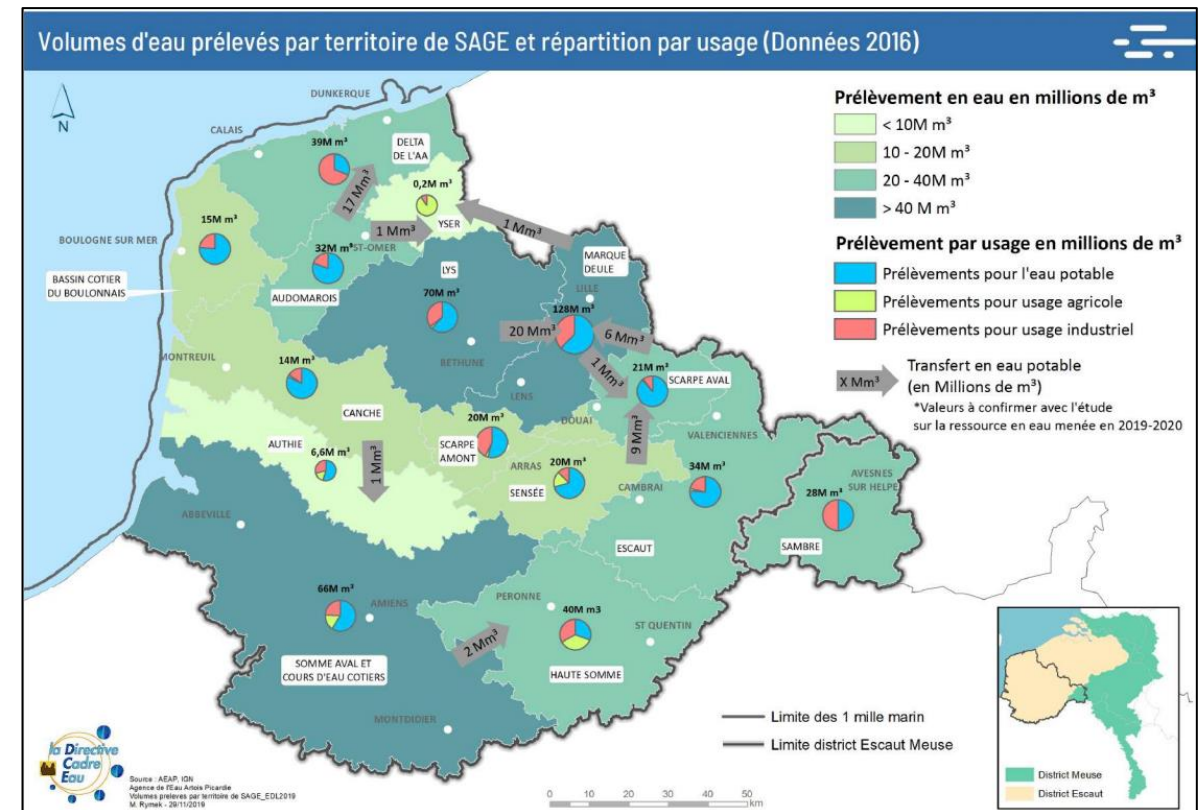 Volumes d'eau prélevés par territoire de SAGE et répartition par usage (Données 2016)
N
DUNKERQUE
CALAIS
39M m³
DELTA
DE L'AA
17 Mm³
0,2M m³
YSER
1 Mm³
1 Mm³
15M m³
BOULOGNE SUR MER
BASSIN COTIER
DU BOULONNAIS
32M m³
ST-OMER
AUDOMAROIS
LYS
70M m³
MARQUE
DEULE
LILLE
128M m³
20 Mm³
6 Mm³
1 Mm³
BETHUNE
LENS
21M m³
SCARPE AVAL
DOUAI
9 Mm³
VALENCIENNES
MONTREUIL
14M m³
CANCHE
20M m³
SCARPE
AMONT
ARRAS
20M m³
SENSÉE
CAMBRAI
34M m³
ESCAUT
AUTHIE
6,6M m³
1 Mm³
AVESNES
SUR HELPE
28M m³
SAMBRE
ABBEVILLE
66M m³
AMIENS
SOMME AVAL ET
COURS D'EAU COTIERS
2 Mm³
PERONNE
40M m3
ST QUENTIN
HAUTE SOMME
MONTDIDIER
Prélèvement en eau en millions de m³
< 10M m³
10 - 20M m³
20 - 40M m³
> 40 M m³
Prélèvement par usage en millions de m³
Prélèvements pour l'eau potable
Prélèvements pour usage agricole
Prélèvements pour usage industriel
X Mm³
Transfert en eau potable
(en Millions de m³)
*Valeurs à confirmer avec l'étude
sur la ressource en eau menée en 2019-2020
Limite des 1 mille marin
Limite district Escaut Meuse
District Meuse
District Escaut
la Directive
Cadre
Eau
Source : AEAP, IGN
Agence de l'Eau Artois Picardie
Volumes preleves par territoire de SAGE_EDL2019
M. Rymek - 29/11/2019
0 10 20 30 40 50
km